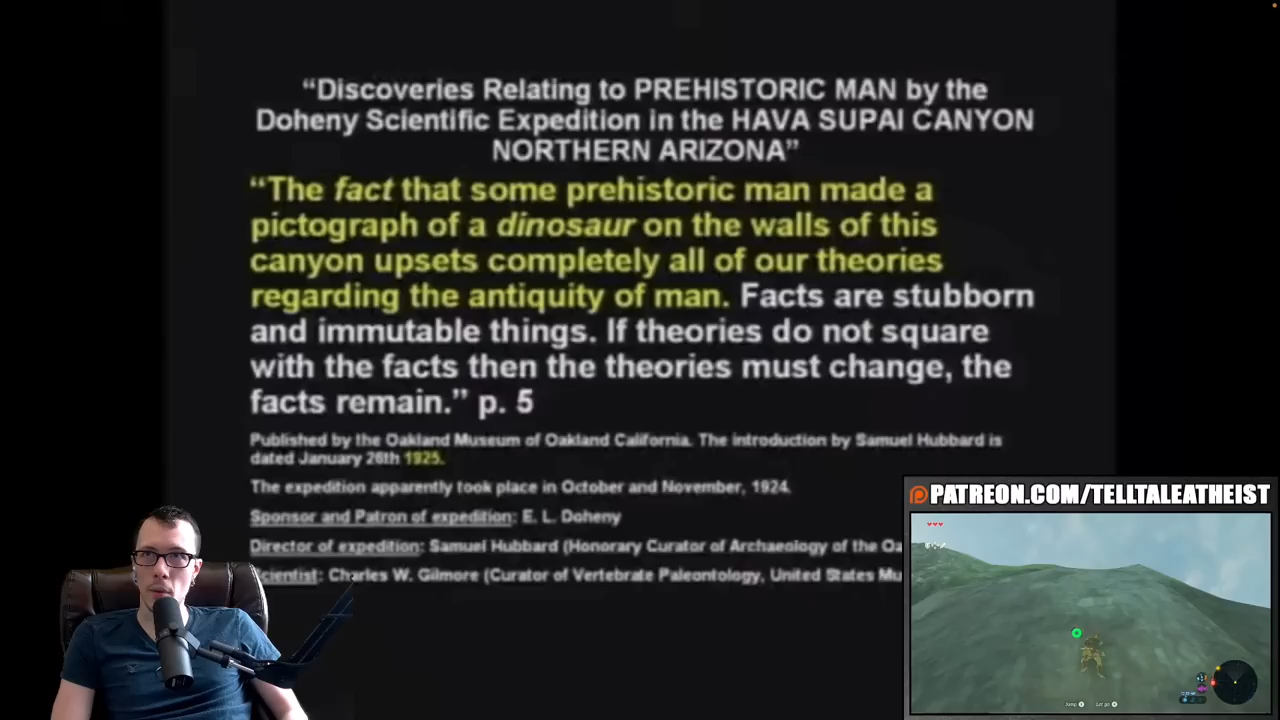 “Discoveries Relating to PREHISTORIC MAN by the
Doheny Scientific Expedition in the HAVA SUPAI CANYON
NORTHERN ARIZONA”
“The fact that some prehistoric man made a
pictograph of a dinosaur on the walls of this
canyon upsets completely all of our theories
regarding the antiquity of man. Facts are stubborn
and immutable things. If theories do not square
with the facts then the theories must change, the
facts remain.” p. 5
Published by the Oakland Museum of Oakland California. The introduction by Samuel Hubbard is
dated January 26th 1925.
The expedition apparently took place in October and November, 1924.
Sponsor and Patron of expedition: E. L. Doheny
Director of expedition: Samuel Hubbard (Honorary Curator of Archaeology of the Oa
cientist: Charles W. Gilmore (Curator of Vertebrate Paleontology, United States Mu
PATREON.COM/TELLTALEATHEIST